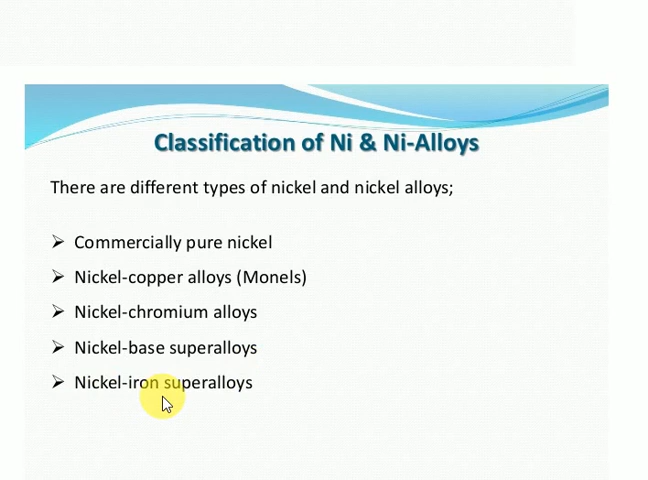 Classification of Ni & Ni-Alloys
There are different types of nickel and nickel alloys;
➢ Commercially pure nickel
➢ Nickel-copper alloys (Monels)
➢ Nickel-chromium alloys
➢ Nickel-base superalloys
➢ Nickel-iron superalloys